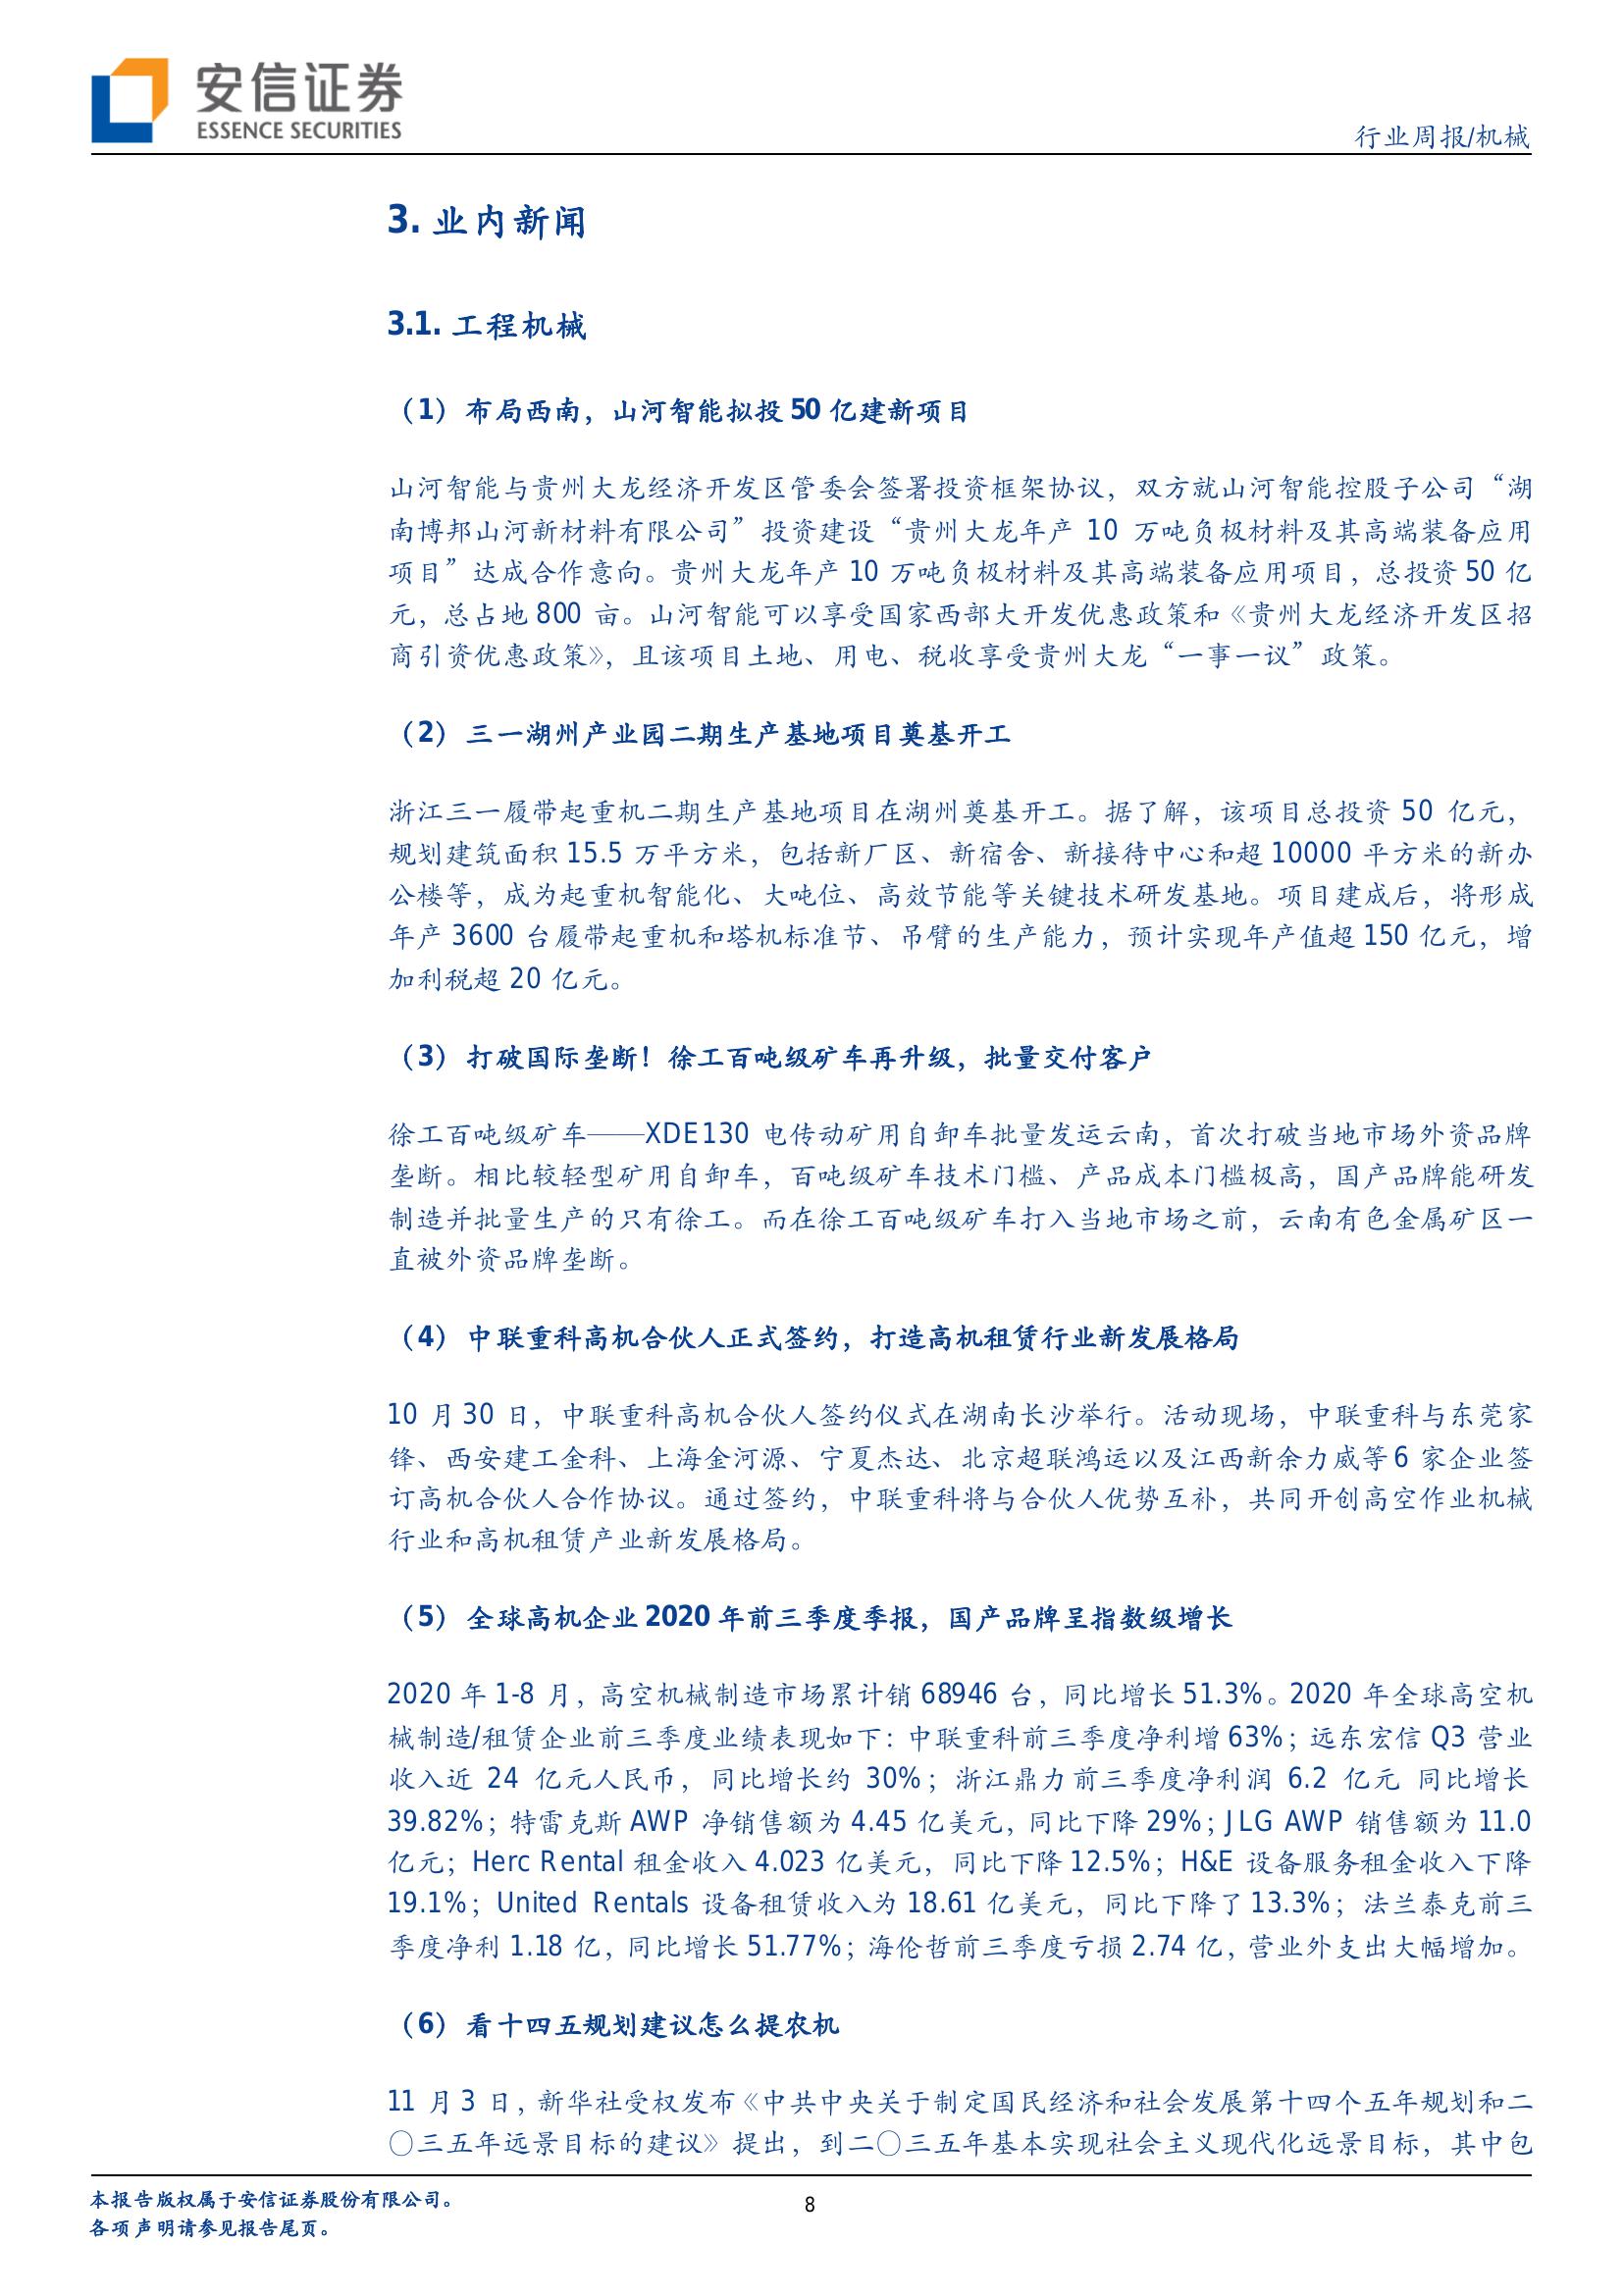 安信证券
ESSENCE SECURITIES
行业周报/机械
3. 业内新闻
3.1. 工程机械
（1）布局西南，山河智能拟投 50 亿建新项目
山河智能与贵州大龙经济开发区管委会签署投资框架协议，双方就山河智能控股子公司“湖
南博邦山河新材料有限公司”投资建设“贵州大龙年产 10 万吨负极材料及其高端装备应用
项目”达成合作意向。贵州大龙年产 10 万吨负极材料及其高端装备应用项目，总投资 50 亿
元，总占地 800 亩。山河智能可以享受国家西部大开发优惠政策和《贵州大龙经济开发区招
商引资优惠政策》，且该项目土地、用电、税收享受贵州大龙“一事一议”政策。
（2）三一湖州产业园二期生产基地项目奠基开工
浙江三一履带起重机二期生产基地项目在湖州奠基开工。据了解，该项目总投资 50 亿元，
规划建筑面积 15.5 万平方米，包括新厂区、新宿舍、新接待中心和超 10000 平方米的新办
公楼等，成为起重机智能化、大吨位、高效节能等关键技术研发基地。项目建成后，将形成
年产 3600 台履带起重机和塔机标准节、吊臂的生产能力，预计实现年产值超 150 亿元，增
加利税超 20 亿元。
（3）打破国际垄断！徐工百吨级矿车再升级，批量交付客户
徐工百吨级矿车——XDE130 电传动矿用自卸车批量发运云南，首次打破当地市场外资品牌
垄断。相比较轻型矿用自卸车，百吨级矿车技术门槛、产品成本门槛极高，国产品牌能研发
制造并批量生产的只有徐工。而在徐工百吨级矿车打入当地市场之前，云南有色金属矿区一
直被外资品牌垄断。
（4）中联重科高机合伙人正式签约，打造高机租赁行业新发展格局
10 月 30 日，中联重科高机合伙人签约仪式在湖南长沙举行。活动现场，中联重科与东莞家
锋、西安建工金科、上海金河源、宁夏杰达、北京超联鸿运以及江西新余力威等 6 家企业签
订高机合伙人合作协议。通过签约，中联重科将与合伙人优势互补，共同开创高空作业机械
行业和高机租赁产业新发展格局。
（5）全球高机企业 2020 年前三季度季报，国产品牌呈指数级增长
2020 年 1-8 月，高空机械制造市场累计销 68946 台，同比增长 51.3%。2020 年全球高空机
械制造/租赁企业前三季度业绩表现如下：中联重科前三季度净利增 63%；远东宏信 Q3 营业
收入近 24 亿元人民币，同比增长约 30%；浙江鼎力前三季度净利润 6.2 亿元 同比增长
39.82%；特雷克斯 AWP 净销售额为 4.45 亿美元，同比下降 29%；JLG AWP 销售额为 11.0
亿元；Herc Rental 租金收入 4.023 亿美元，同比下降 12.5%；H&E 设备服务租金收入下降
19.1%；United Rentals 设备租赁收入为 18.61 亿美元，同比下降了 13.3%；法兰泰克前三
季度净利 1.18 亿，同比增长 51.77%；海伦哲前三季度亏损 2.74 亿，营业外支出大幅增加。
（6）看十四五规划建议怎么提农机
11 月 3 日，新华社受权发布《中共中央关于制定国民经济和社会发展第十四个五年规划和二
〇三五年远景目标的建议》提出，到二〇三五年基本实现社会主义现代化远景目标，其中包
本报告版权属于安信证券股份有限公司。
各项声明请参见报告尾页。
8